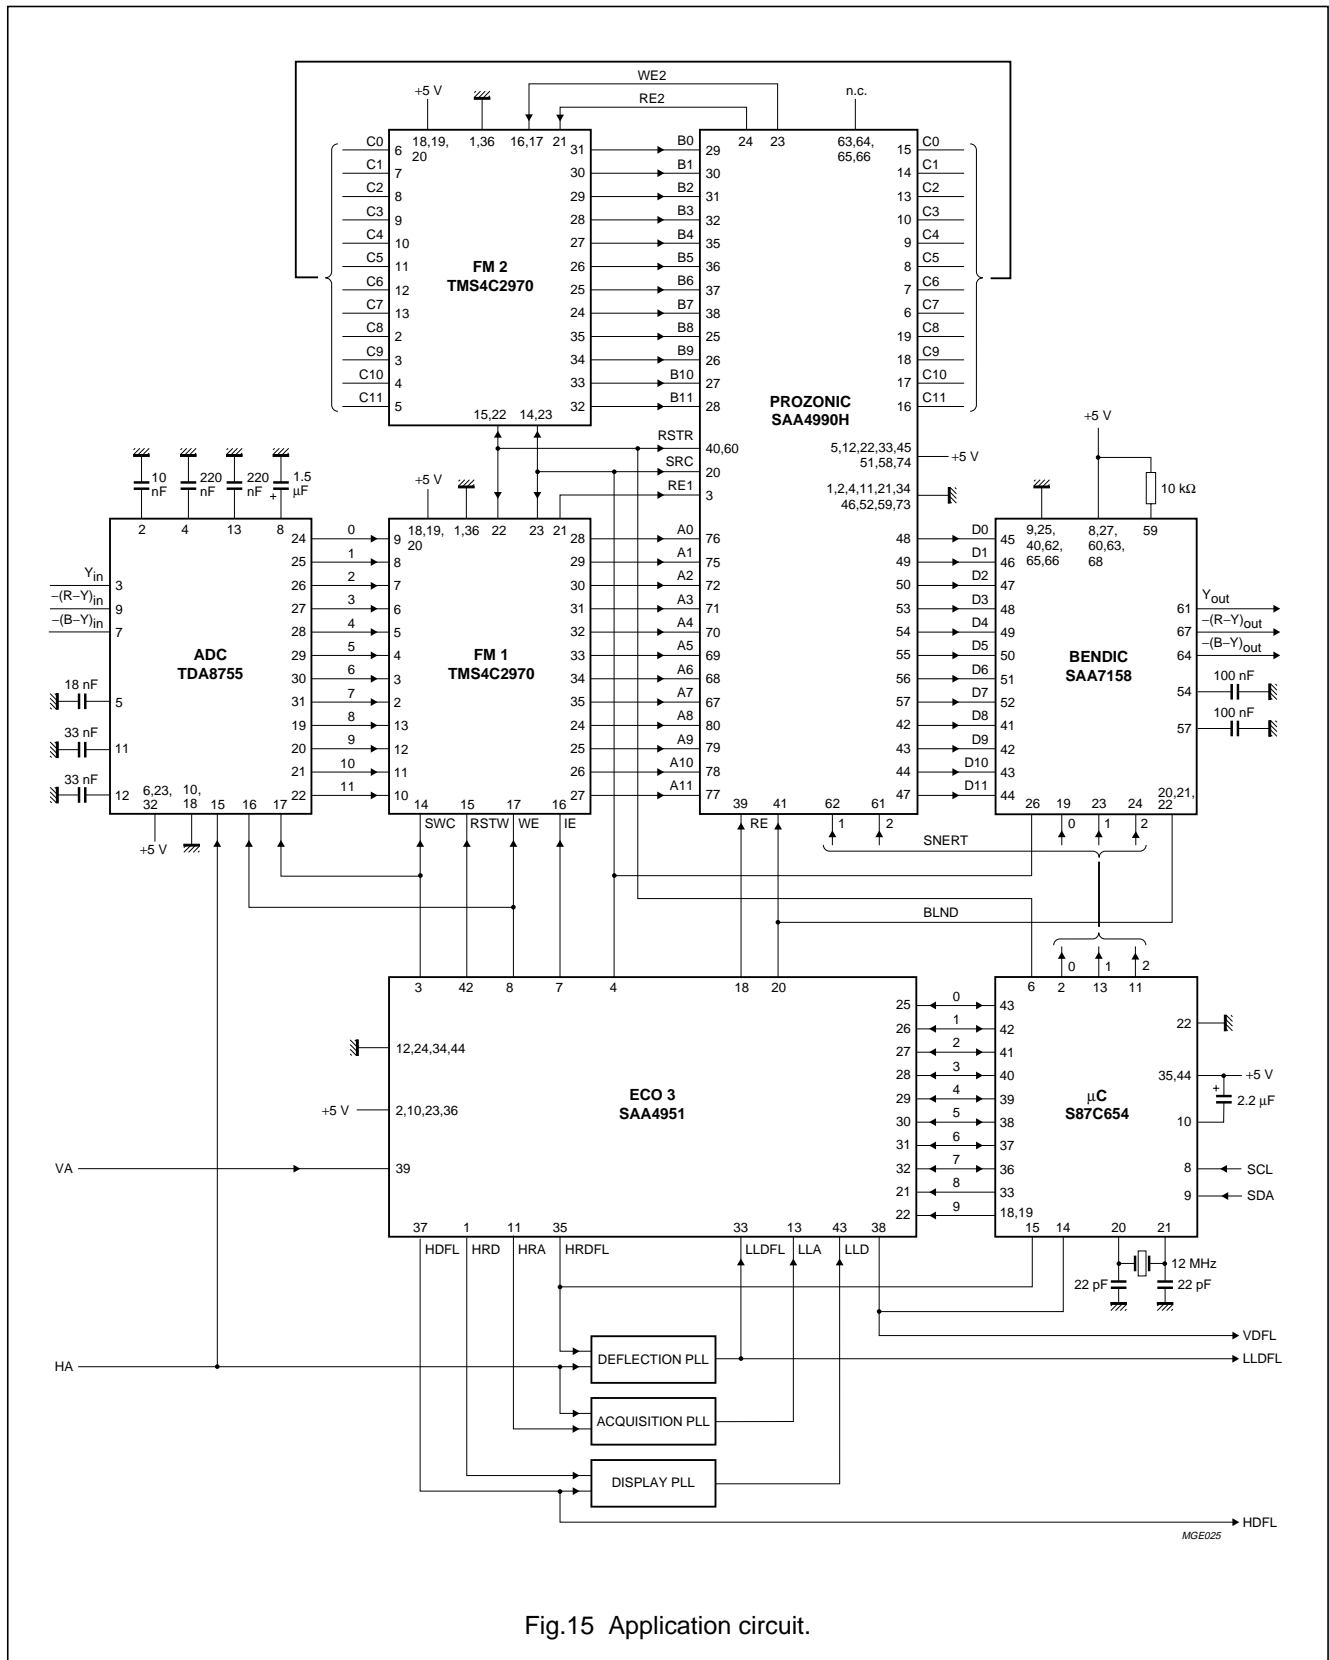 WE2
RE2
+5 V
n.c.
18,19,
20
1,36
16,17
21
24
23
63,64,
65,66
C0 6 31 B0 29 15 C0
C1 7 30 B1 30 14 C1
C2 8 29 B2 31 13 C2
C3 9 28 B3 32 10 C3
C4 10 27 B4 35 9 C4
C5 11 26 B5 36 8 C5
FM 2
TMS4C2970
C6 12 25 B6 37 7 C6
C7 13 24 B7 38 6 C7
C8 2 35 B8 25 19 C8
C9 3 34 B9 26 18 C9
C10 4 33 B10 27 17 C10
C11 5 32 B11 28 16 C11
PROZONIC
SAA4990H
15,22 14,23
RSTR 40,60
SRC 20
RE1 3
5,12,22,33,45
51,58,74
+5 V
1,2,4,11,21,34
46,52,59,73
+5 V
10 kΩ
10
nF
220
nF
220
nF
1.5
μF
+
2 4 13 8
+5 V
18,19,
20
1,36
22 23 21
9,25,
40,62,
65,66
8,27,
60,63,
68
59
24 0 9 28 A0 76 48 D0 45
25 1 8 29 A1 75 49 D1 46
26 2 7 30 A2 72 50 D2 47
27 3 6 31 A3 71 53 D3 48
28 4 5 32 A4 70 54 D4 49
29 5 4 33 A5 69 55 D5 50
30 6 3 34 A6 68 56 D6 51
31 7 2 35 A7 67 57 D7 52
19 8 13 24 A8 80 42 D8 41
20 9 12 25 A9 79 43 D9 42
21 10 11 26 A10 78 44 D10 43
22 11 10 27 A11 77 47 D11 44
Yin 3
−(R−Y)in 9
−(B−Y)in 7
ADC
TDA8755
FM 1
TMS4C2970
BENDIC
SAA7158
61 Yout
67 −(R−Y)out
64 −(B−Y)out
54 100 nF
57 100 nF
18 nF 5
33 nF 11
33 nF 12
6,23,
32
10,
18
15 16 17
+5 V
14 15 17 16
SWC RSTW WE IE
39 41 62 61
RE 1 2
SNERT
26 19 23 24
20,21,
22
0 1 2
BLND
0 1 2
3 42 8 7 4 18 20
6 2 13 11
12,24,34,44
+5 V 2,10,23,36
VA 39
ECO 3
SAA4951
25 0 43
26 1 42
27 2 41
28 3 40
29 4 39
30 5 38
31 6 37
32 7 36
21 8 33
22 9 18,19
μC
S87C654
22
35,44 +5 V
+
2.2 μF
10
8 SCL
9 SDA
37 1 11 35 33 13 43 38
HDFL HRD HRA HRDFL LLDFL LLA LLD
15 14 20 21
12 MHz
22 pF 22 pF
VDFL
HA
DEFLECTION PLL
LLDFL
ACQUISITION PLL
DISPLAY PLL
HDFL
MGE025
Fig.15 Application circuit.